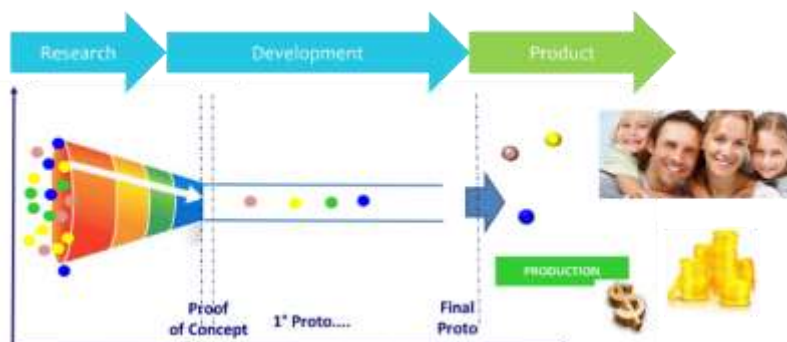 Research
Development
Product
PRODUCTION
Proof
of Concept
1° Proto....
Final
Proto
$